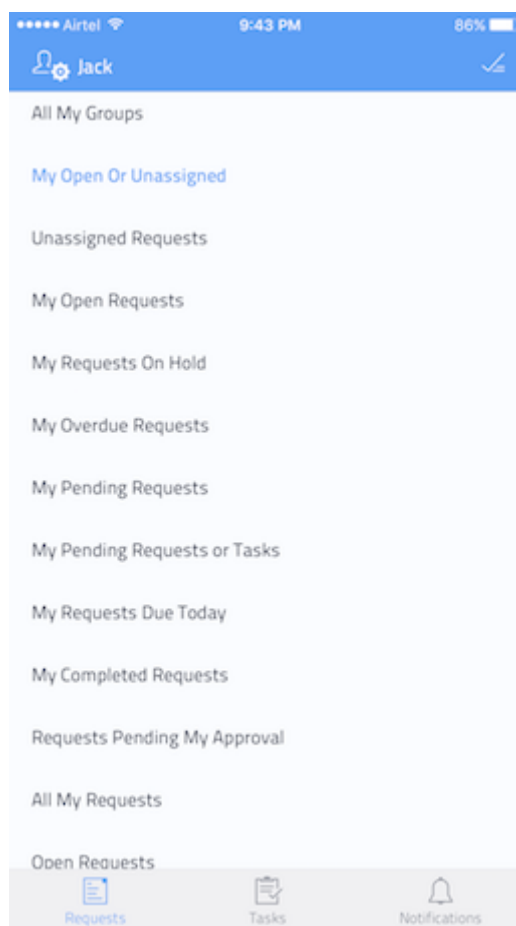 Airtel 9:43 PM 86%
Jack
All My Groups
My Open Or Unassigned
Unassigned Requests
My Open Requests
My Requests On Hold
My Overdue Requests
My Pending Requests
My Pending Requests or Tasks
My Requests Due Today
My Completed Requests
Requests Pending My Approval
All My Requests
Open Requests
Requests Tasks Notifications